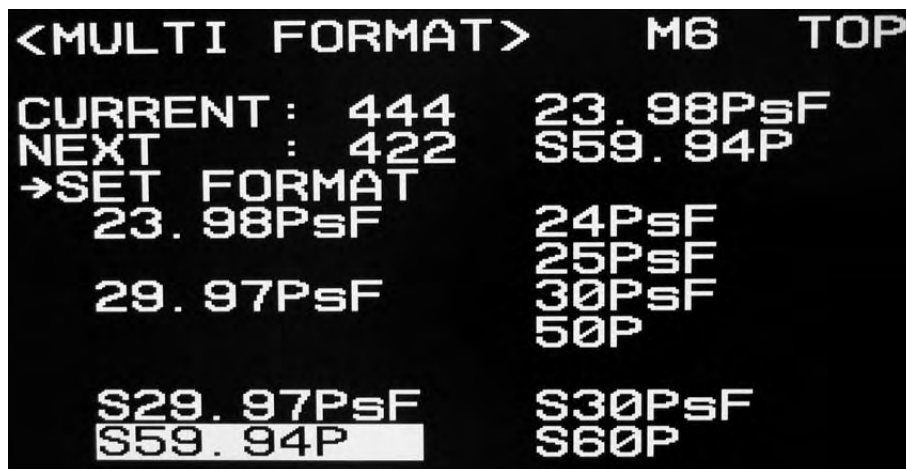 <MULTI FORMAT> M6 TOP
CURRENT: 444 23.98PsF
NEXT : 422 S59.94P
→SET FORMAT
23.98PsF 24PsF
25PsF
29.97PsF 30PsF
50P
S29.97PsF S30PsF
S59.94P S60P